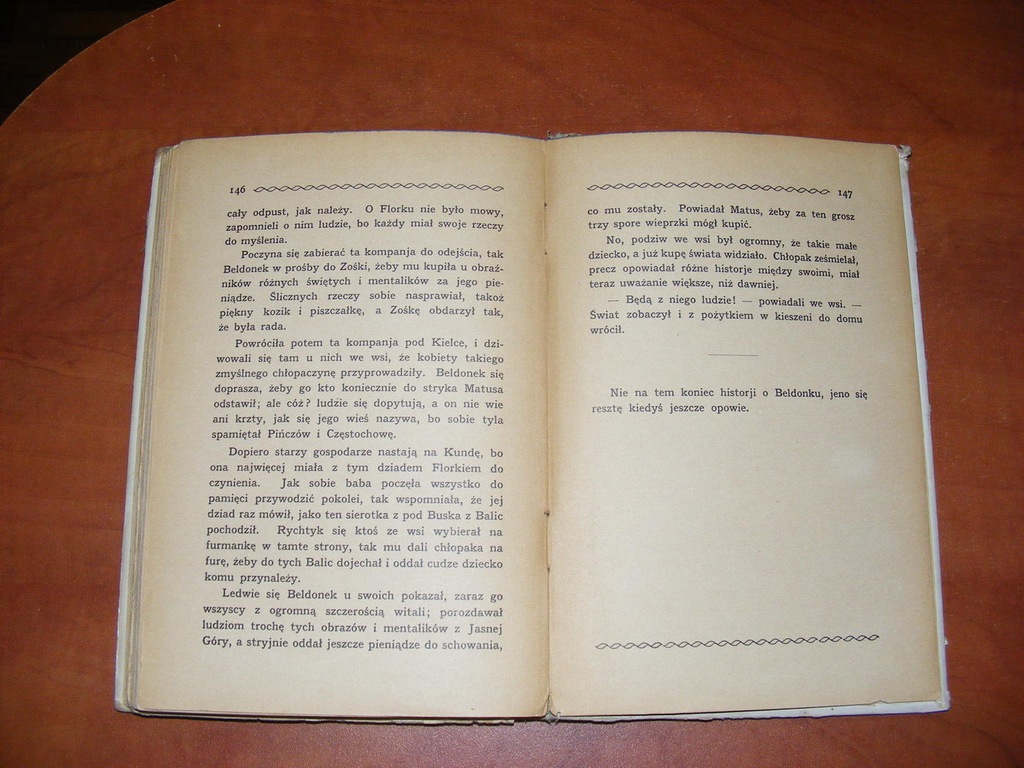 146
cały odpust, jak należy. O Florku nie było mowy,
zapomnieli o nim ludzie, bo każdy miał swoje rzeczy
do myślenia.
Poczyna się zabierać ta kompanja do odejścia, tak
Beldonek w prośby do Zośki, żeby mu kupiła u obraź-
ników różnych świętych i mentalików za jego pie-
niądze. Ślicznych rzeczy sobie nasprawiał, takoż
piękny kozik i piszczałkę, a Zośkę obdarzył tak,
że była rada.
Powróciła potem ta kompanja pod Kielce, i dzi-
wowali się tam u nich we wsi, że kobiety takiego
zmyślnego chłopaczynę przyprowadziły. Beldonek się
doprasza, żeby go kto koniecznie do stryka Matusa
odstawił; ale cóż? ludzie się dopytują, a on nie wie
ani krzty, jak się jego wieś nazywa, bo sobie tyla
spamiętał Pińczów i Częstochowę.
Dopiero starzy gospodarze nastają na Kundę, bo
ona najwięcej miała z tym dziadem Florkiem do
czynienia. Jak sobie baba poczęła wszystko do
pamięci przywodzić pokolei, tak wspomniała, że jej
dziad raz mówił, jako ten sierotka z pod Buska z Balic
pochodził. Rychtyk się ktoś ze wsi wybierał na
furmankę w tamte strony, tak mu dali chłopaka na
furę, żeby do tych Balic dojechał i oddał cudze dziecko
komu przynależy.
Ledwie się Beldonek u swoich pokazał, zaraz go
wszyscy z ogromną szczerością witali; porozdawał
ludziom trochę tych obrazów i mentalików z Jasnej
Góry, a stryjnie oddał jeszcze pieniądze do schowania,
147
co mu zostały. Powiadał Matus, żeby za ten grosz
trzy spore wieprzki mógł kupić.
No, podziw we wsi był ogromny, że takie małe
dziecko, a już kupę świata widziało. Chłopak ześmielał,
precz opowiadał różne historje między swoimi, miał
teraz uważanie większe, niż dawniej.
— Będą z niego ludzie! — powiadali we wsi. —
Świat zobaczył i z pożytkiem w kieszeni do domu
wrócił.
Nie na tem koniec historji o Beldonku, jeno się
resztę kiedyś jeszcze opowie.